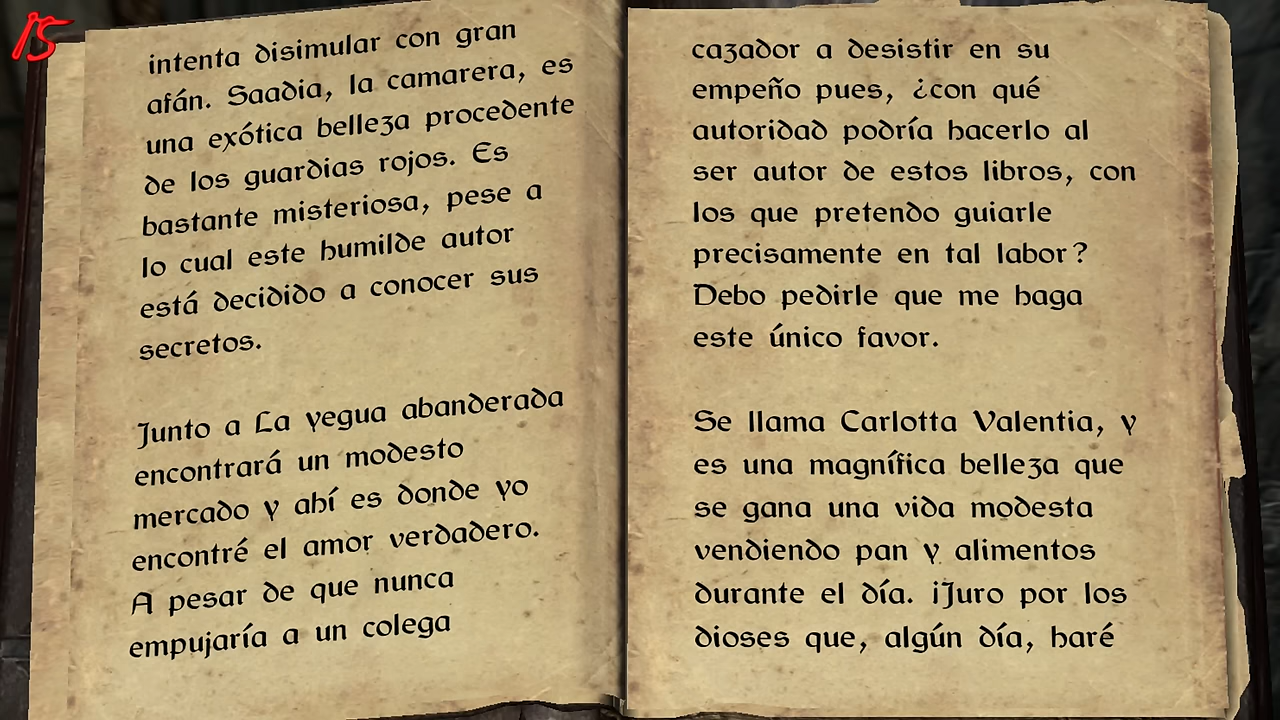 15
intenta disimular con gran
afán. Saadia, la camarera, es
una exótica belleza procedente
de los guardias rojos. Es
bastante misteriosa, pese a
lo cual este humilde autor
está decidido a conocer sus
secretos.
Junto a La yegua abanderada
encontrará un modesto
mercado y ahí es donde yo
encontré el amor verdadero.
A pesar de que nunca
empujaría a un colega
cazador a desistir en su
empeño pues, ¿con qué
autoridad podría hacerlo al
ser autor de estos libros, con
los que pretendo guiarle
precisamente en tal labor?
Debo pedirle que me haga
este único favor.
Se llama Carlotta Valentia, y
es una magnífica belleza que
se gana una vida modesta
vendiendo pan y alimentos
durante el día. ¡Juro por los
dioses que, algún día, haré